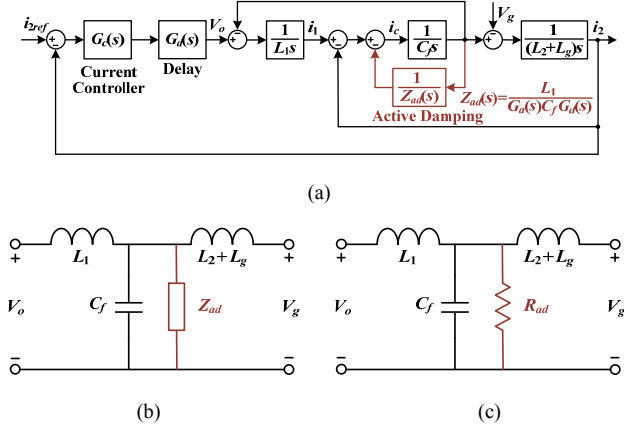 i2ref
+
−
Gc(s)
Current
Controller
Gd(s)
Delay
Vo
+
−
1
L1s
i1
+
−
+
−
ic
1
Cfs
Vg
+
−
1
(L2+Lg)s
i2
1
Zad(s)
Active Damping
Zad(s)= L1
Ga(s)CfGd(s)
(a)
L1
L2+Lg
+
+
Vo
Cf
Zad
Vg
−
−
(b)
L1
L2+Lg
+
+
Vo
Cf
Rad
Vg
−
−
(c)